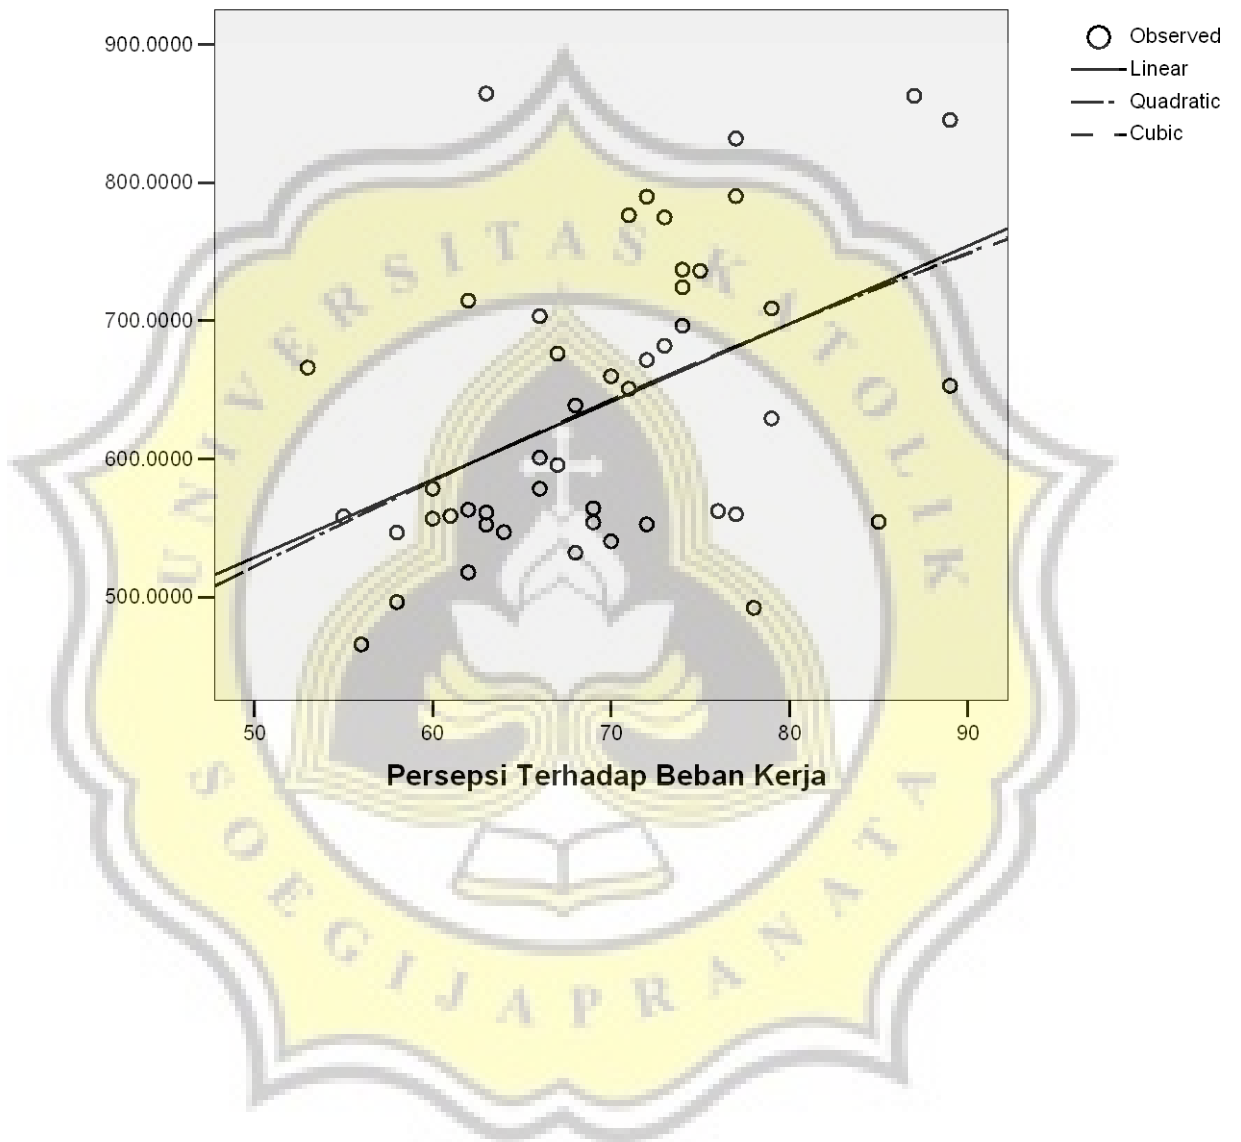 Observed
Linear
Quadratic
Cubic
900.0000
800.0000
700.0000
600.0000
500.0000
50 60 70 80 90
Persepsi Terhadap Beban Kerja
UNIVERSITAS KATOLIK
SOEGIJAPRANATA